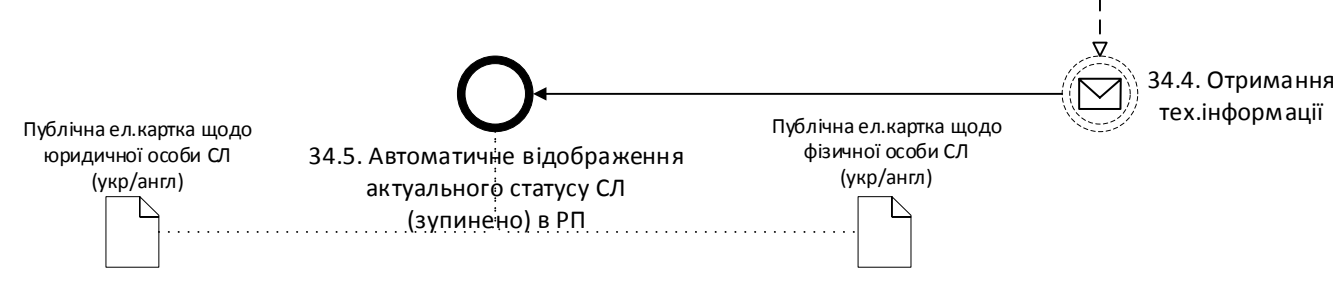 34.4. Отримання
тех.інформації
Публічна ел.картка щодо
юридичної особи СЛ
(укр/англ)
34.5. Автоматичне відображення
актуального статусу СЛ
(зупинено) в РП
Публічна ел.картка щодо
фізичної особи СЛ
(укр/англ)